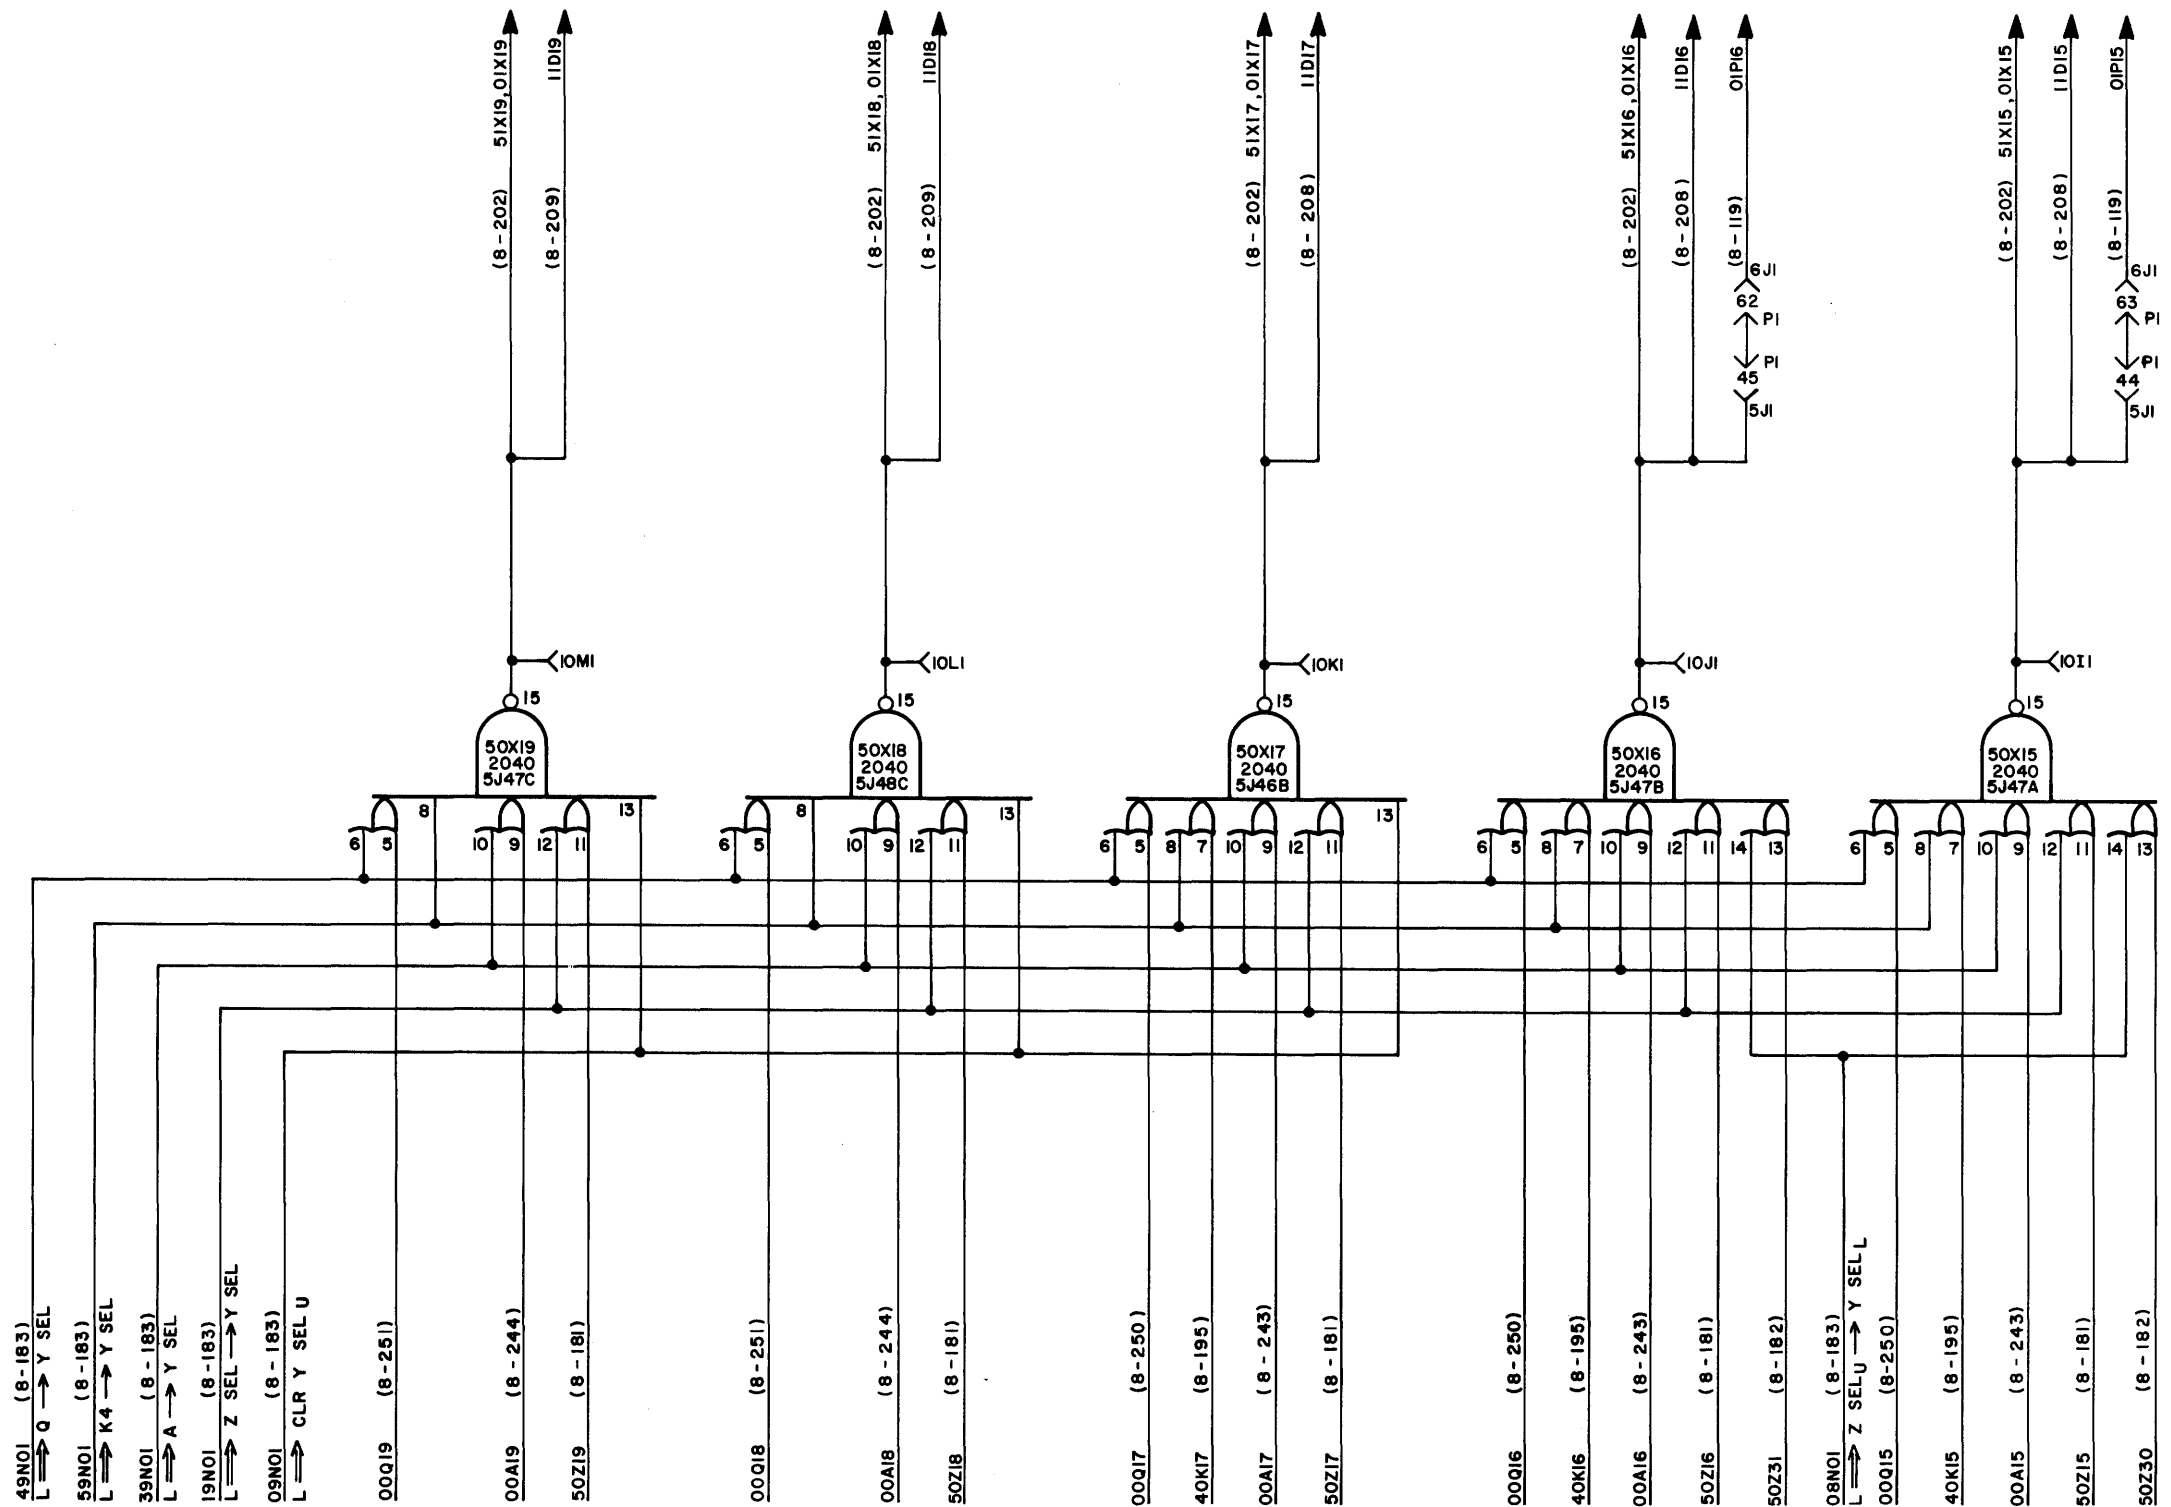 (8-202) 51X19,01X19
(8-209) 11D19
(8-202) 51X18,01X18
(8-209) 11D18
(8-202) 51X17,01X17
(8-208) 11D17
(8-202) 51X16,01X16
(8-208) 11D16
(8-119) 01P16
(8-202) 51X15,01X15
(8-208) 11D15
(8-119) 01P15
6J1
62
P1
P1
45
5J1
6J1
63
P1
P1
44
5J1
10M1
10L1
10K1
10J1
10I1
15
15
15
15
15
50X19
2040
5J47C
50X18
2040
5J48C
50X17
2040
5J46B
50X16
2040
5J47B
50X15
2040
5J47A
6 5 8 10 9 12 11 13
6 5 8 10 9 12 11 13
6 5 8 7 10 9 12 11 13
6 5 8 7 10 9 12 11 14 13
6 5 8 7 10 9 12 11 14 13
49N01 (8-183)
L ⟹ Q → Y SEL
59N01 (8-183)
L ⟹ K4 → Y SEL
39N01 (8-183)
L ⟹ A → Y SEL
19N01 (8-183)
L ⟹ Z SEL → Y SEL
09N01 (8-183)
L ⟹ CLR Y SEL U
00Q19 (8-251)
00A19 (8-244)
50Z19 (8-181)
00Q18 (8-251)
00A18 (8-244)
50Z18 (8-181)
00Q17 (8-250)
40K17 (8-195)
00A17 (8-243)
50Z17 (8-181)
00Q16 (8-250)
40K16 (8-195)
00A16 (8-243)
50Z16 (8-181)
50Z31 (8-182)
08N01 (8-183)
L ⟹ Z SEL U → Y SEL L
00Q15 (8-250)
40K15 (8-195)
00A15 (8-243)
50Z15 (8-181)
50Z30 (8-182)